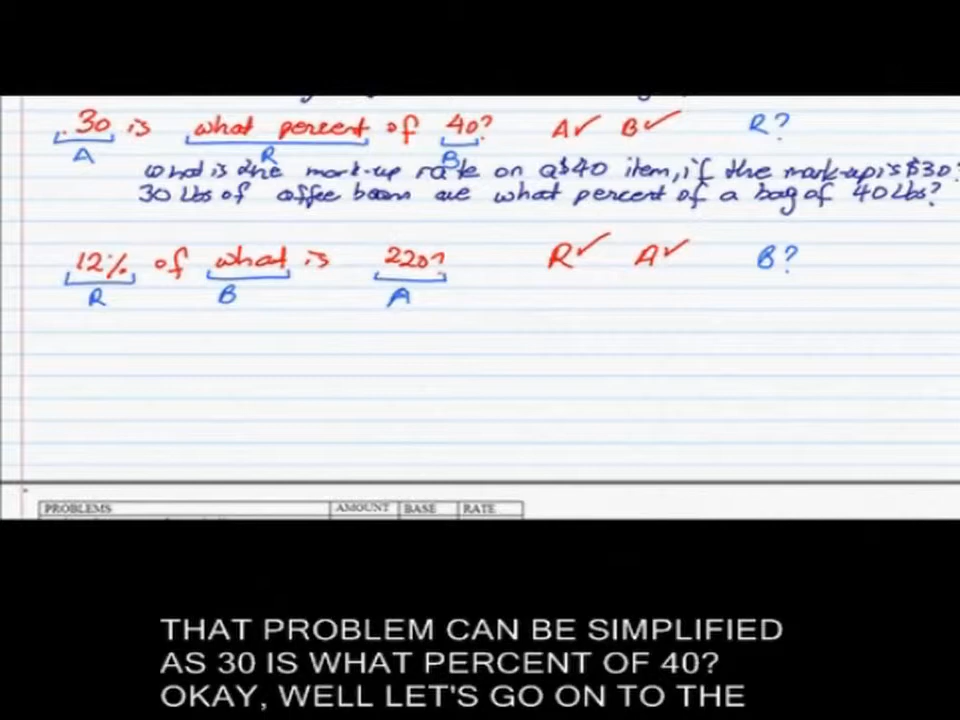 30 is what percent of 40? A✓ B✓ R?
A R B
What is the mark-up rate on a $40 item, if the mark-up is $30?
30 Lbs of coffee beans are what percent of a bag of 40 Lbs?
12% of what is 220? R✓ A✓ B?
R B A
PROBLEMS AMOUNT BASE RATE
THAT PROBLEM CAN BE SIMPLIFIED
AS 30 IS WHAT PERCENT OF 40?
OKAY, WELL LET'S GO ON TO THE